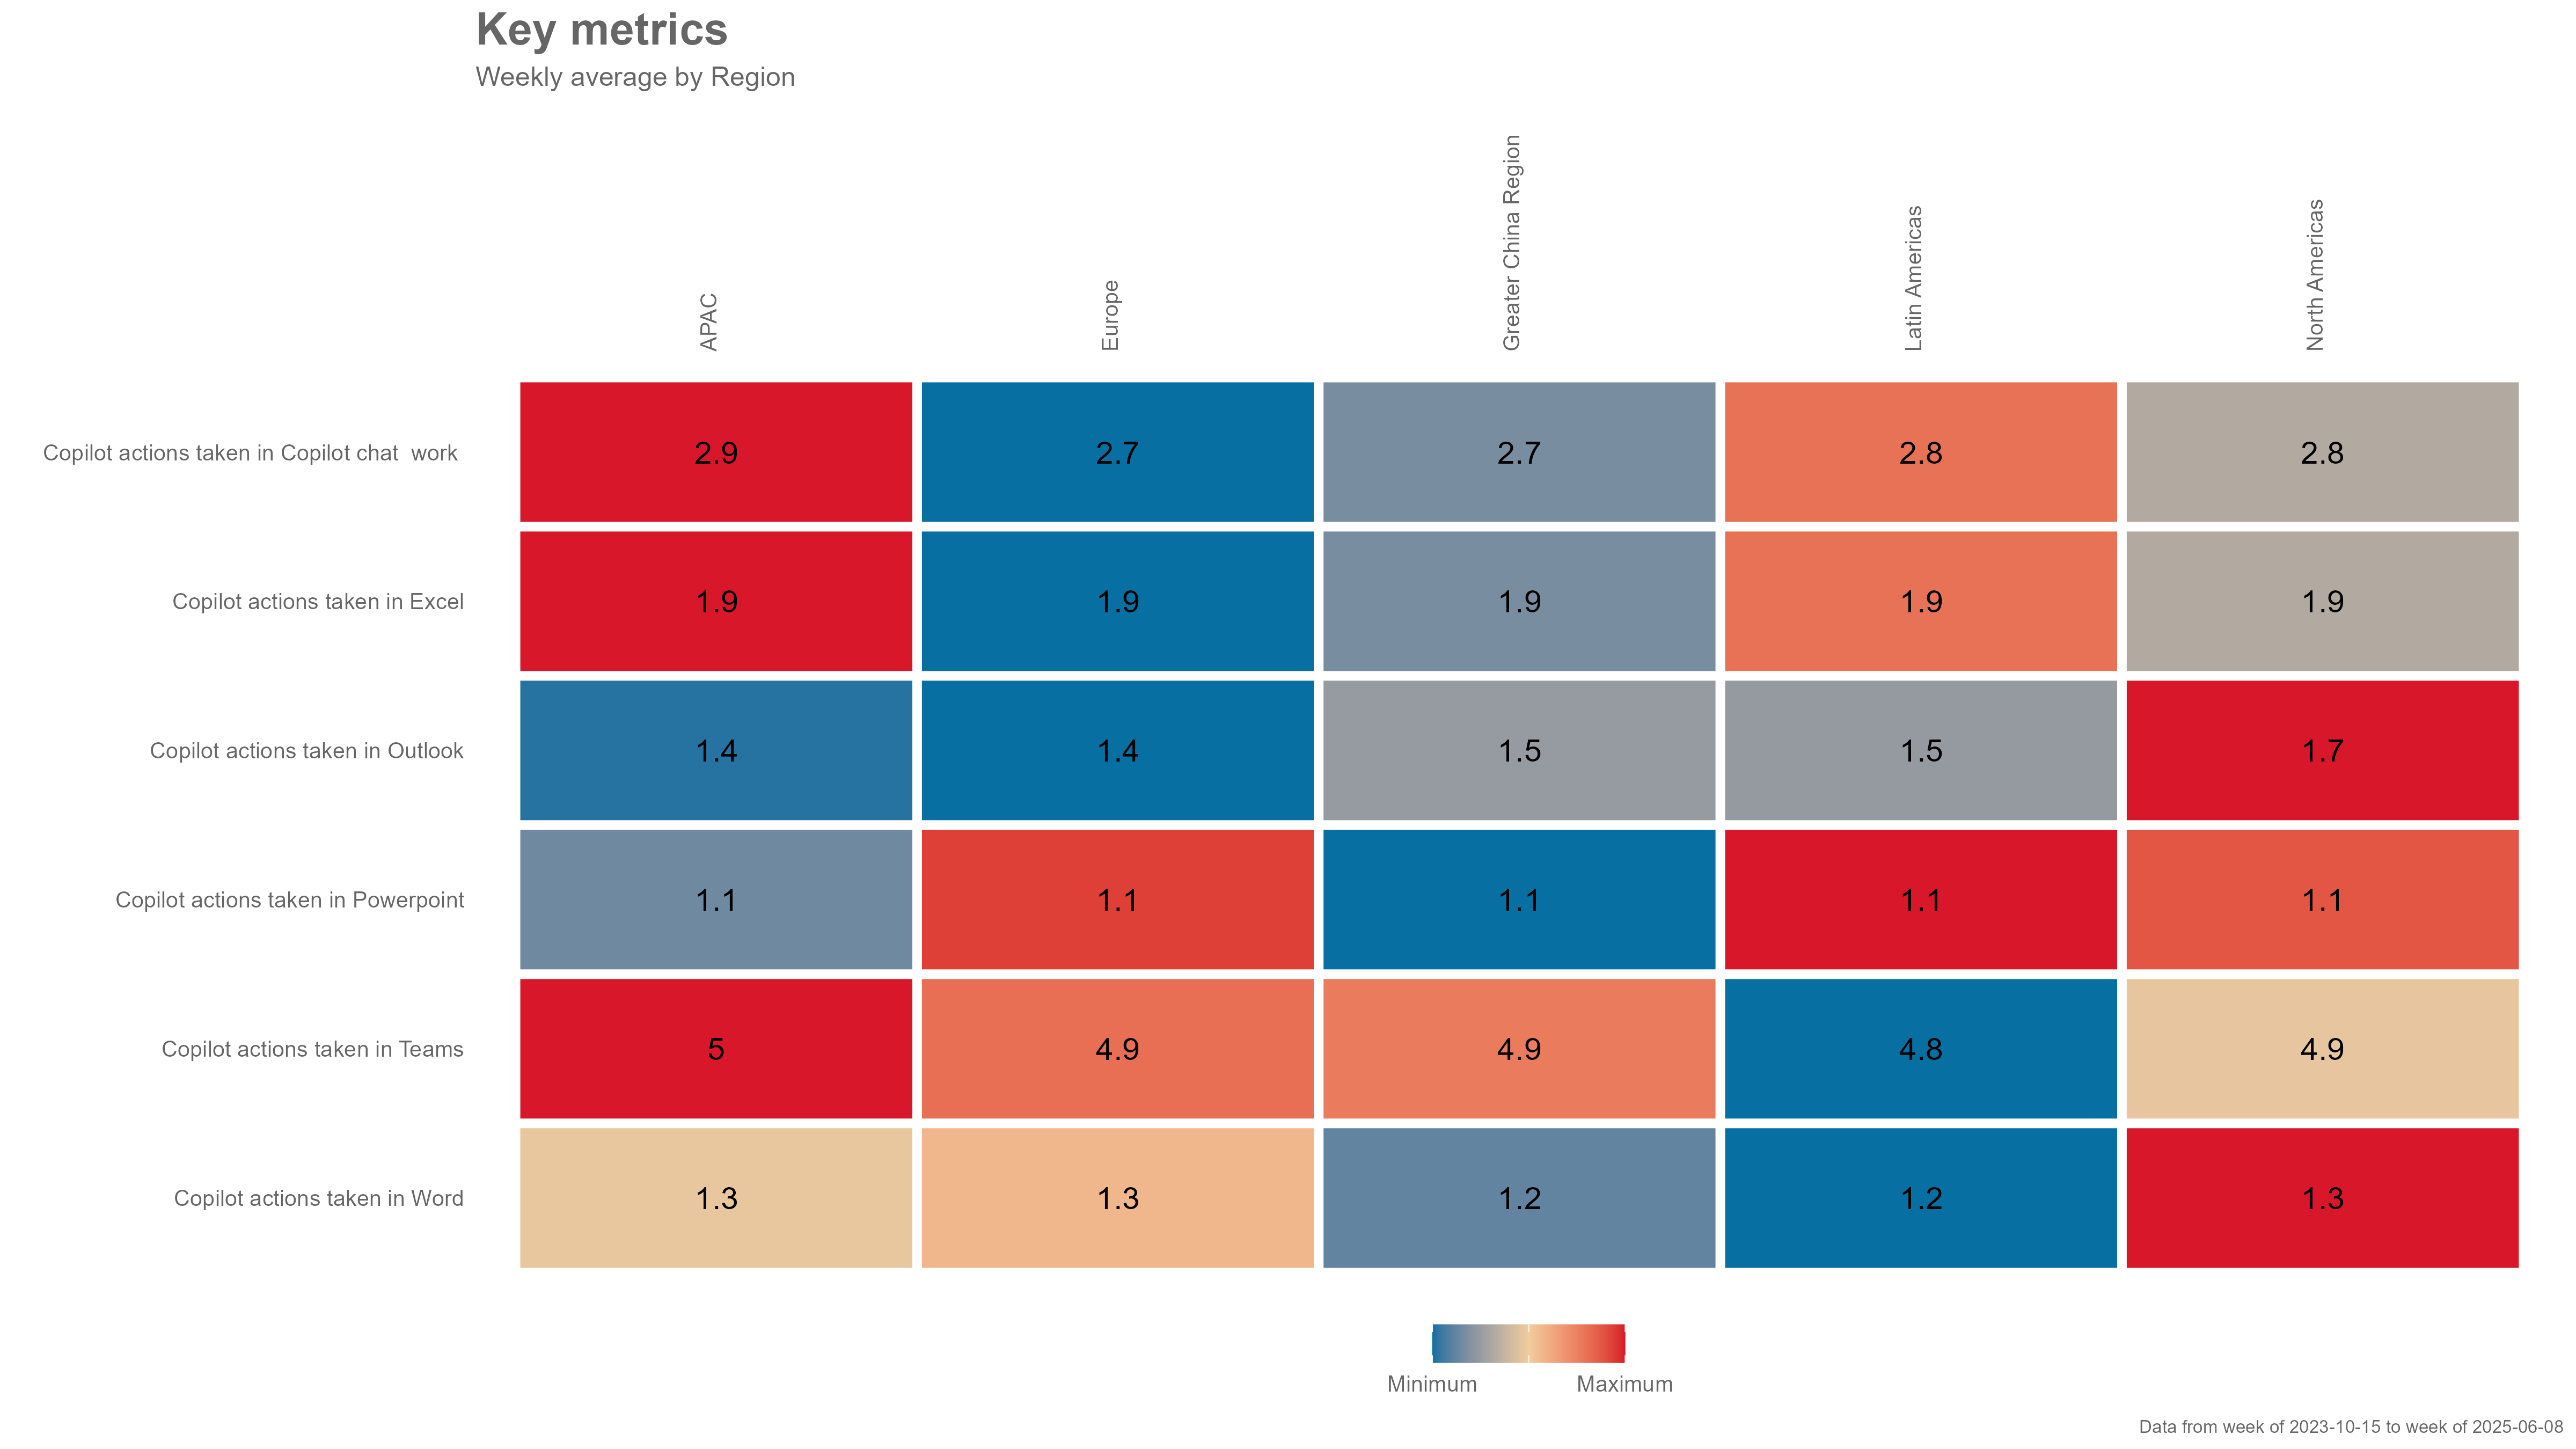 Key metrics
Weekly average by Region
APAC
Europe
Greater China Region
Latin Americas
North Americas
Copilot actions taken in Copilot chat  work
2.9 2.7 2.7 2.8 2.8
Copilot actions taken in Excel
1.9 1.9 1.9 1.9 1.9
Copilot actions taken in Outlook
1.4 1.4 1.5 1.5 1.7
Copilot actions taken in Powerpoint
1.1 1.1 1.1 1.1 1.1
Copilot actions taken in Teams
5 4.9 4.9 4.8 4.9
Copilot actions taken in Word
1.3 1.3 1.2 1.2 1.3
Minimum Maximum
Data from week of 2023-10-15 to week of 2025-06-08